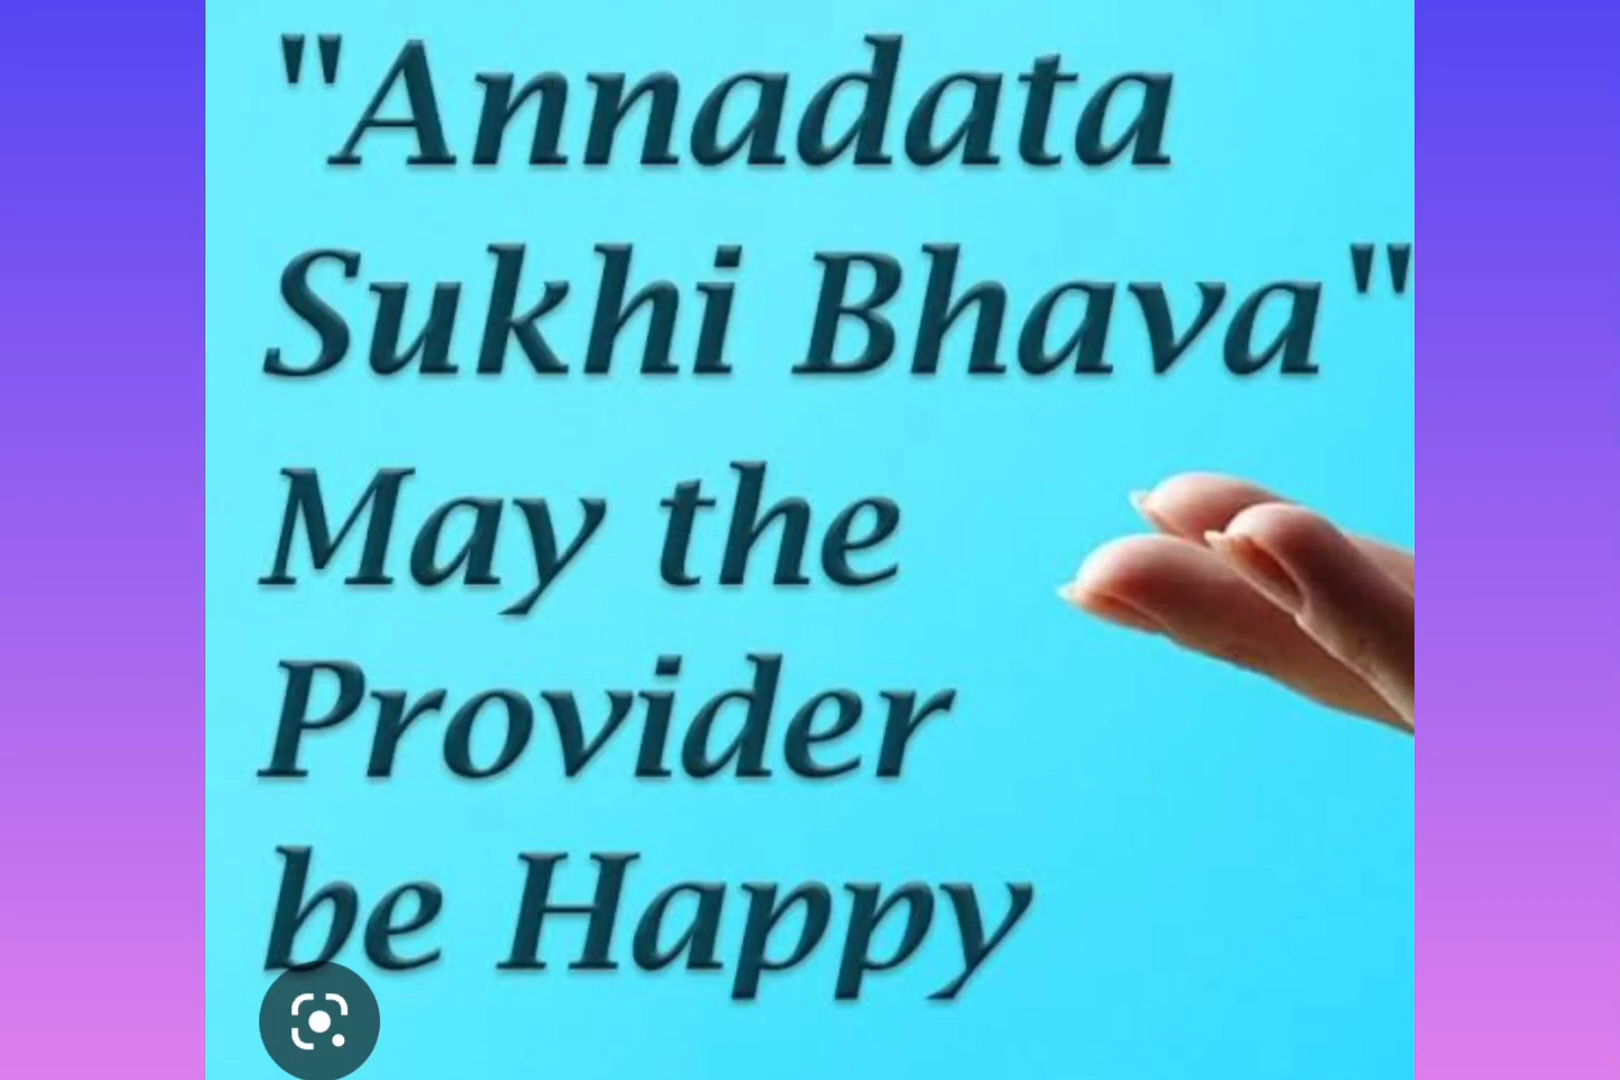 "Annadata
Sukhi Bhava"
May the
Provider
be Happy